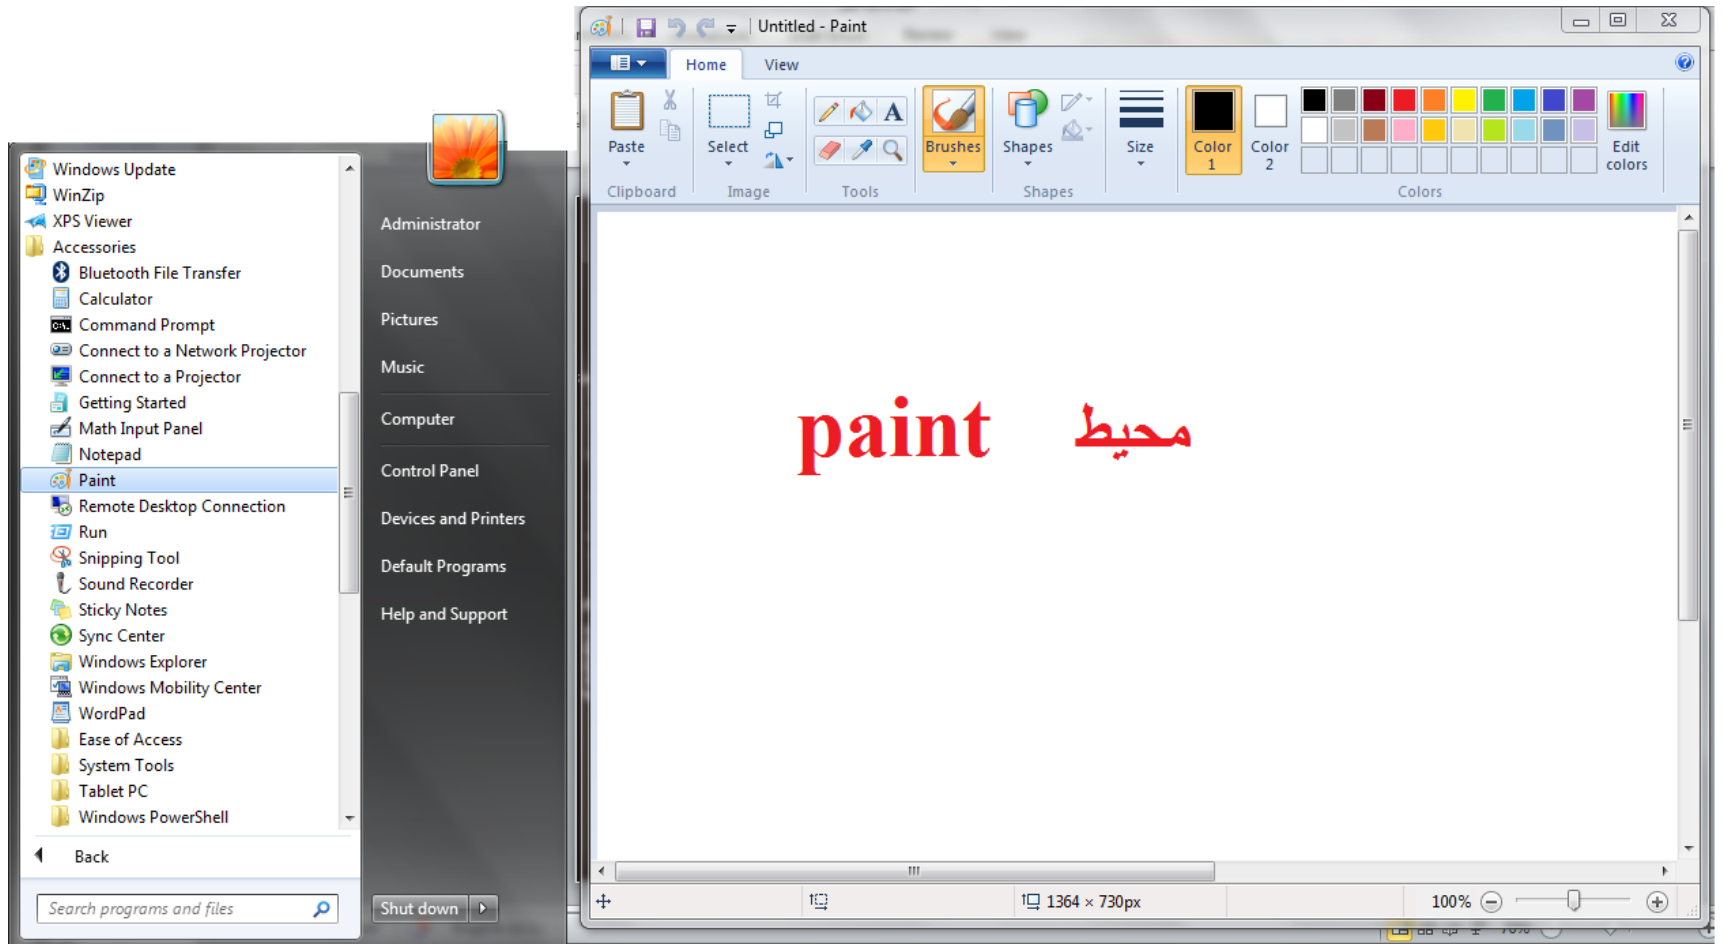 Windows Update
WinZip
XPS Viewer
Accessories
Bluetooth File Transfer
Calculator
Command Prompt
Connect to a Network Projector
Connect to a Projector
Getting Started
Math Input Panel
Notepad
Paint
Remote Desktop Connection
Run
Snipping Tool
Sound Recorder
Sticky Notes
Sync Center
Windows Explorer
Windows Mobility Center
WordPad
Ease of Access
System Tools
Tablet PC
Windows PowerShell
Back
Search programs and files
Administrator
Documents
Pictures
Music
Computer
Control Panel
Devices and Printers
Default Programs
Help and Support
Shut down
Untitled - Paint
Home View
Paste Select Brushes Shapes Size Color 1 Color 2 Edit colors
Clipboard Image Tools Shapes Colors
محيط paint
1364 × 730px 100%